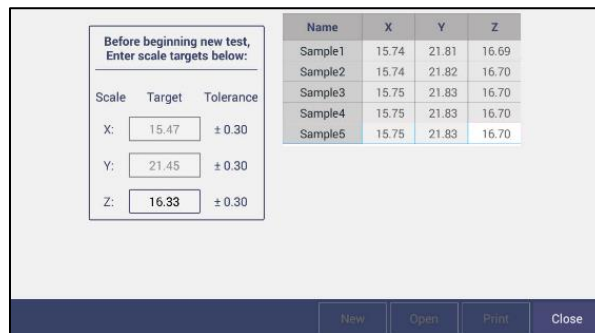 Before beginning new test,
Enter scale targets below:
Scale Target Tolerance
X: 15.47 ± 0.30
Y: 21.45 ± 0.30
Z: 16.33 ± 0.30
Name X Y Z
Sample1 15.74 21.81 16.69
Sample2 15.74 21.82 16.70
Sample3 15.75 21.83 16.70
Sample4 15.75 21.83 16.70
Sample5 15.75 21.83 16.70
New Open Print Close